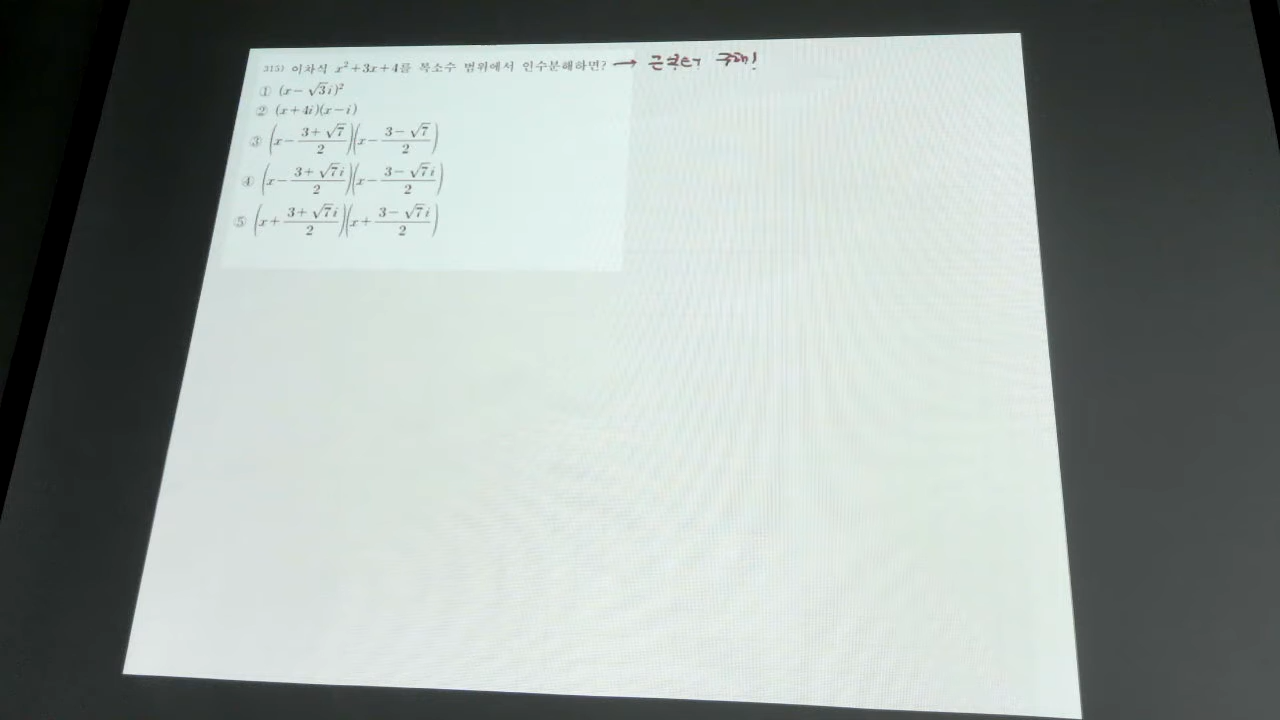 315) 이차식 x²+3x+4를 복소수 범위에서 인수분해하면? → 근부터 구해!
① (x-√3i)²
② (x+4i)(x-i)
③ (x-(3+√7)/2)(x-(3-√7)/2)
④ (x-(3+√7i)/2)(x-(3-√7i)/2)
⑤ (x+(3+√7i)/2)(x+(3-√7i)/2)